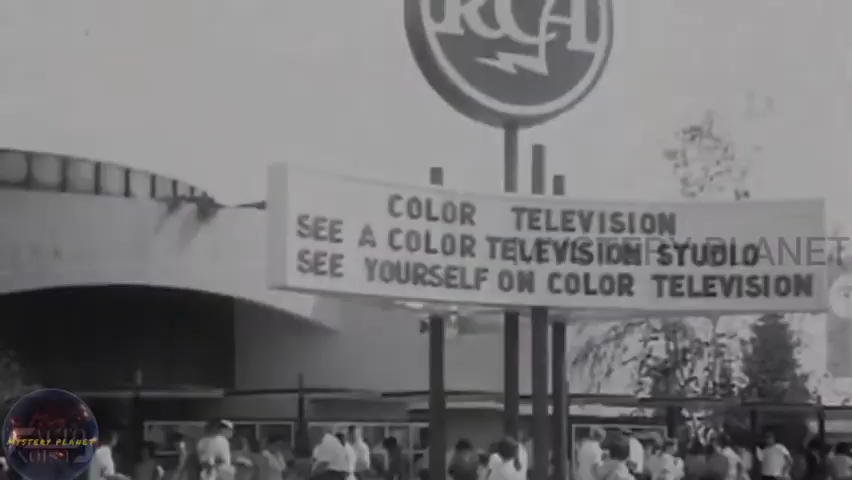 RCA
COLOR TELEVISION
SEE A COLOR TELEVISION STUDIO
SEE YOURSELF ON COLOR TELEVISION
MYSTERY PLANET
MYSTERY PLANET